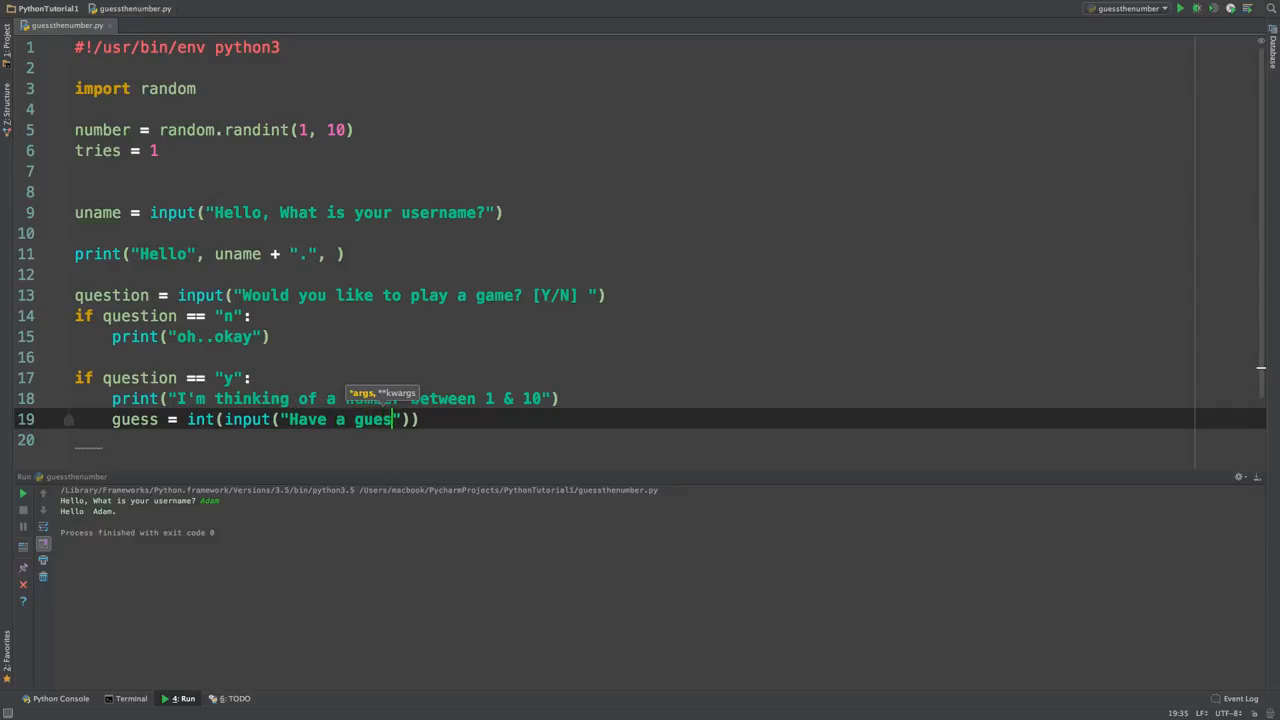 PythonTutorial1 guessthenumber.py guessthenumber
guessthenumber.py
1: Project
Z: Structure
2: Favorites
Database
1 #!/usr/bin/env python3
2
3 import random
4
5 number = random.randint(1, 10)
6 tries = 1
7
8
9 uname = input("Hello, What is your username?")
10
11 print("Hello", uname + ".", )
12
13 question = input("Would you like to play a game? [Y/N] ")
14 if question == "n":
15 print("oh..okay")
16
17 if question == "y":
*args, **kwargs
18 print("I'm thinking of a number between 1 & 10")
19 guess = int(input("Have a gues"))
20
Run guessthenumber
/Library/Frameworks/Python.framework/Versions/3.5/bin/python3.5 /Users/macbook/PycharmProjects/PythonTutorial1/guessthenumber.py
Hello, What is your username? Adam
Hello Adam.
Process finished with exit code 0
Python Console Terminal 4: Run 6: TODO Event Log
19:35 LF÷ UTF-8÷